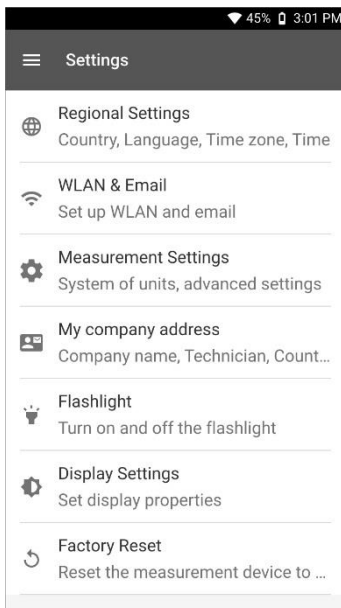 45% 3:01 PM
Settings
Regional Settings
Country, Language, Time zone, Time
WLAN & Email
Set up WLAN and email
Measurement Settings
System of units, advanced settings
My company address
Company name, Technician, Count...
Flashlight
Turn on and off the flashlight
Display Settings
Set display properties
Factory Reset
Reset the measurement device to ...